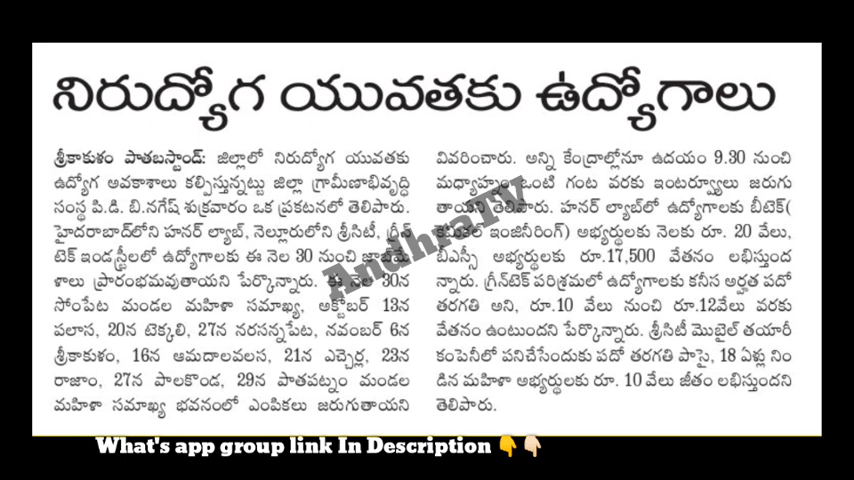 నిరుద్యోగ యువతకు ఉద్యోగాలు
శ్రీకాకుళం పాతబస్టాండ్: జిల్లాలో నిరుద్యోగ యువతకు
ఉద్యోగ అవకాశాలు కల్పిస్తున్నట్టు జిల్లా గ్రామీణాభివృద్ధి
సంస్థ పి.డి. బి.నగేష్ శుక్రవారం ఒక ప్రకటనలో తెలిపారు.
హైదరాబాద్‌లోని హనర్ ల్యాబ్, నెల్లూరులోని శ్రీసిటీ, గ్రీన్
టెక్ ఇండస్ట్రీలలో ఉద్యోగాలకు ఈ నెల 30 నుంచి జాబ్‌మే
ళాలు ప్రారంభమవుతాయని పేర్కొన్నారు. ఈ నెల 30న
సోంపేట మండల మహిళా సమాఖ్య, అక్టోబర్ 13న
పలాస, 20న టెక్కలి, 27న నరసన్నపేట, నవంబర్ 6న
శ్రీకాకుళం, 16న ఆమదాలవలస, 21న ఎచ్చెర్ల, 23న
రాజాం, 27న పాలకొండ, 29న పాతపట్నం మండల
మహిళా సమాఖ్య భవనంలో ఎంపికలు జరుగుతాయని
వివరించారు. అన్ని కేంద్రాల్లోనూ ఉదయం 9.30 నుంచి
మధ్యాహ్నం ఒంటి గంట వరకు ఇంటర్వ్యూలు జరుగు
తాయని తెలిపారు. హనర్ ల్యాబ్‌లో ఉద్యోగాలకు బీటెక్(
కెమికల్ ఇంజినీరింగ్) అభ్యర్థులకు నెలకు రూ. 20 వేలు,
బీఎస్సీ అభ్యర్థులకు రూ.17,500 వేతనం లభిస్తుంద
న్నారు. గ్రీన్‌టెక్ పరిశ్రమలో ఉద్యోగాలకు కనీస అర్హత పదో
తరగతి అని, రూ.10 వేలు నుంచి రూ.12వేలు వరకు
వేతనం ఉంటుందని పేర్కొన్నారు. శ్రీసిటీ మొబైల్ తయారీ
కంపెనీలో పనిచేసేందుకు పదో తరగతి పాసై, 18 ఏళ్లు నిం
డిన మహిళా అభ్యర్థులకు రూ. 10 వేలు జీతం లభిస్తుందని
తెలిపారు.
AndhraTv
What's app group link In Description 👇👇🏻